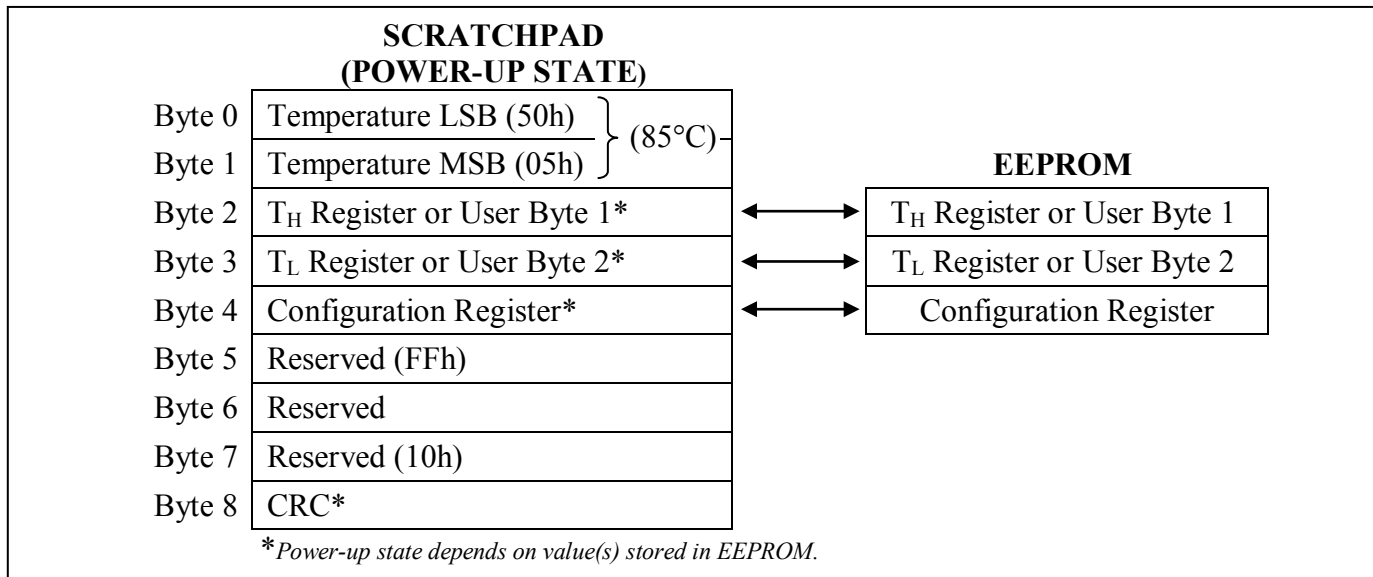 SCRATCHPAD
(POWER-UP STATE)
Byte 0 Temperature LSB (50h)
(85°C)
Byte 1 Temperature MSB (05h)
EEPROM
Byte 2 TH Register or User Byte 1* TH Register or User Byte 1
Byte 3 TL Register or User Byte 2* TL Register or User Byte 2
Byte 4 Configuration Register* Configuration Register
Byte 5 Reserved (FFh)
Byte 6 Reserved
Byte 7 Reserved (10h)
Byte 8 CRC*
*Power-up state depends on value(s) stored in EEPROM.